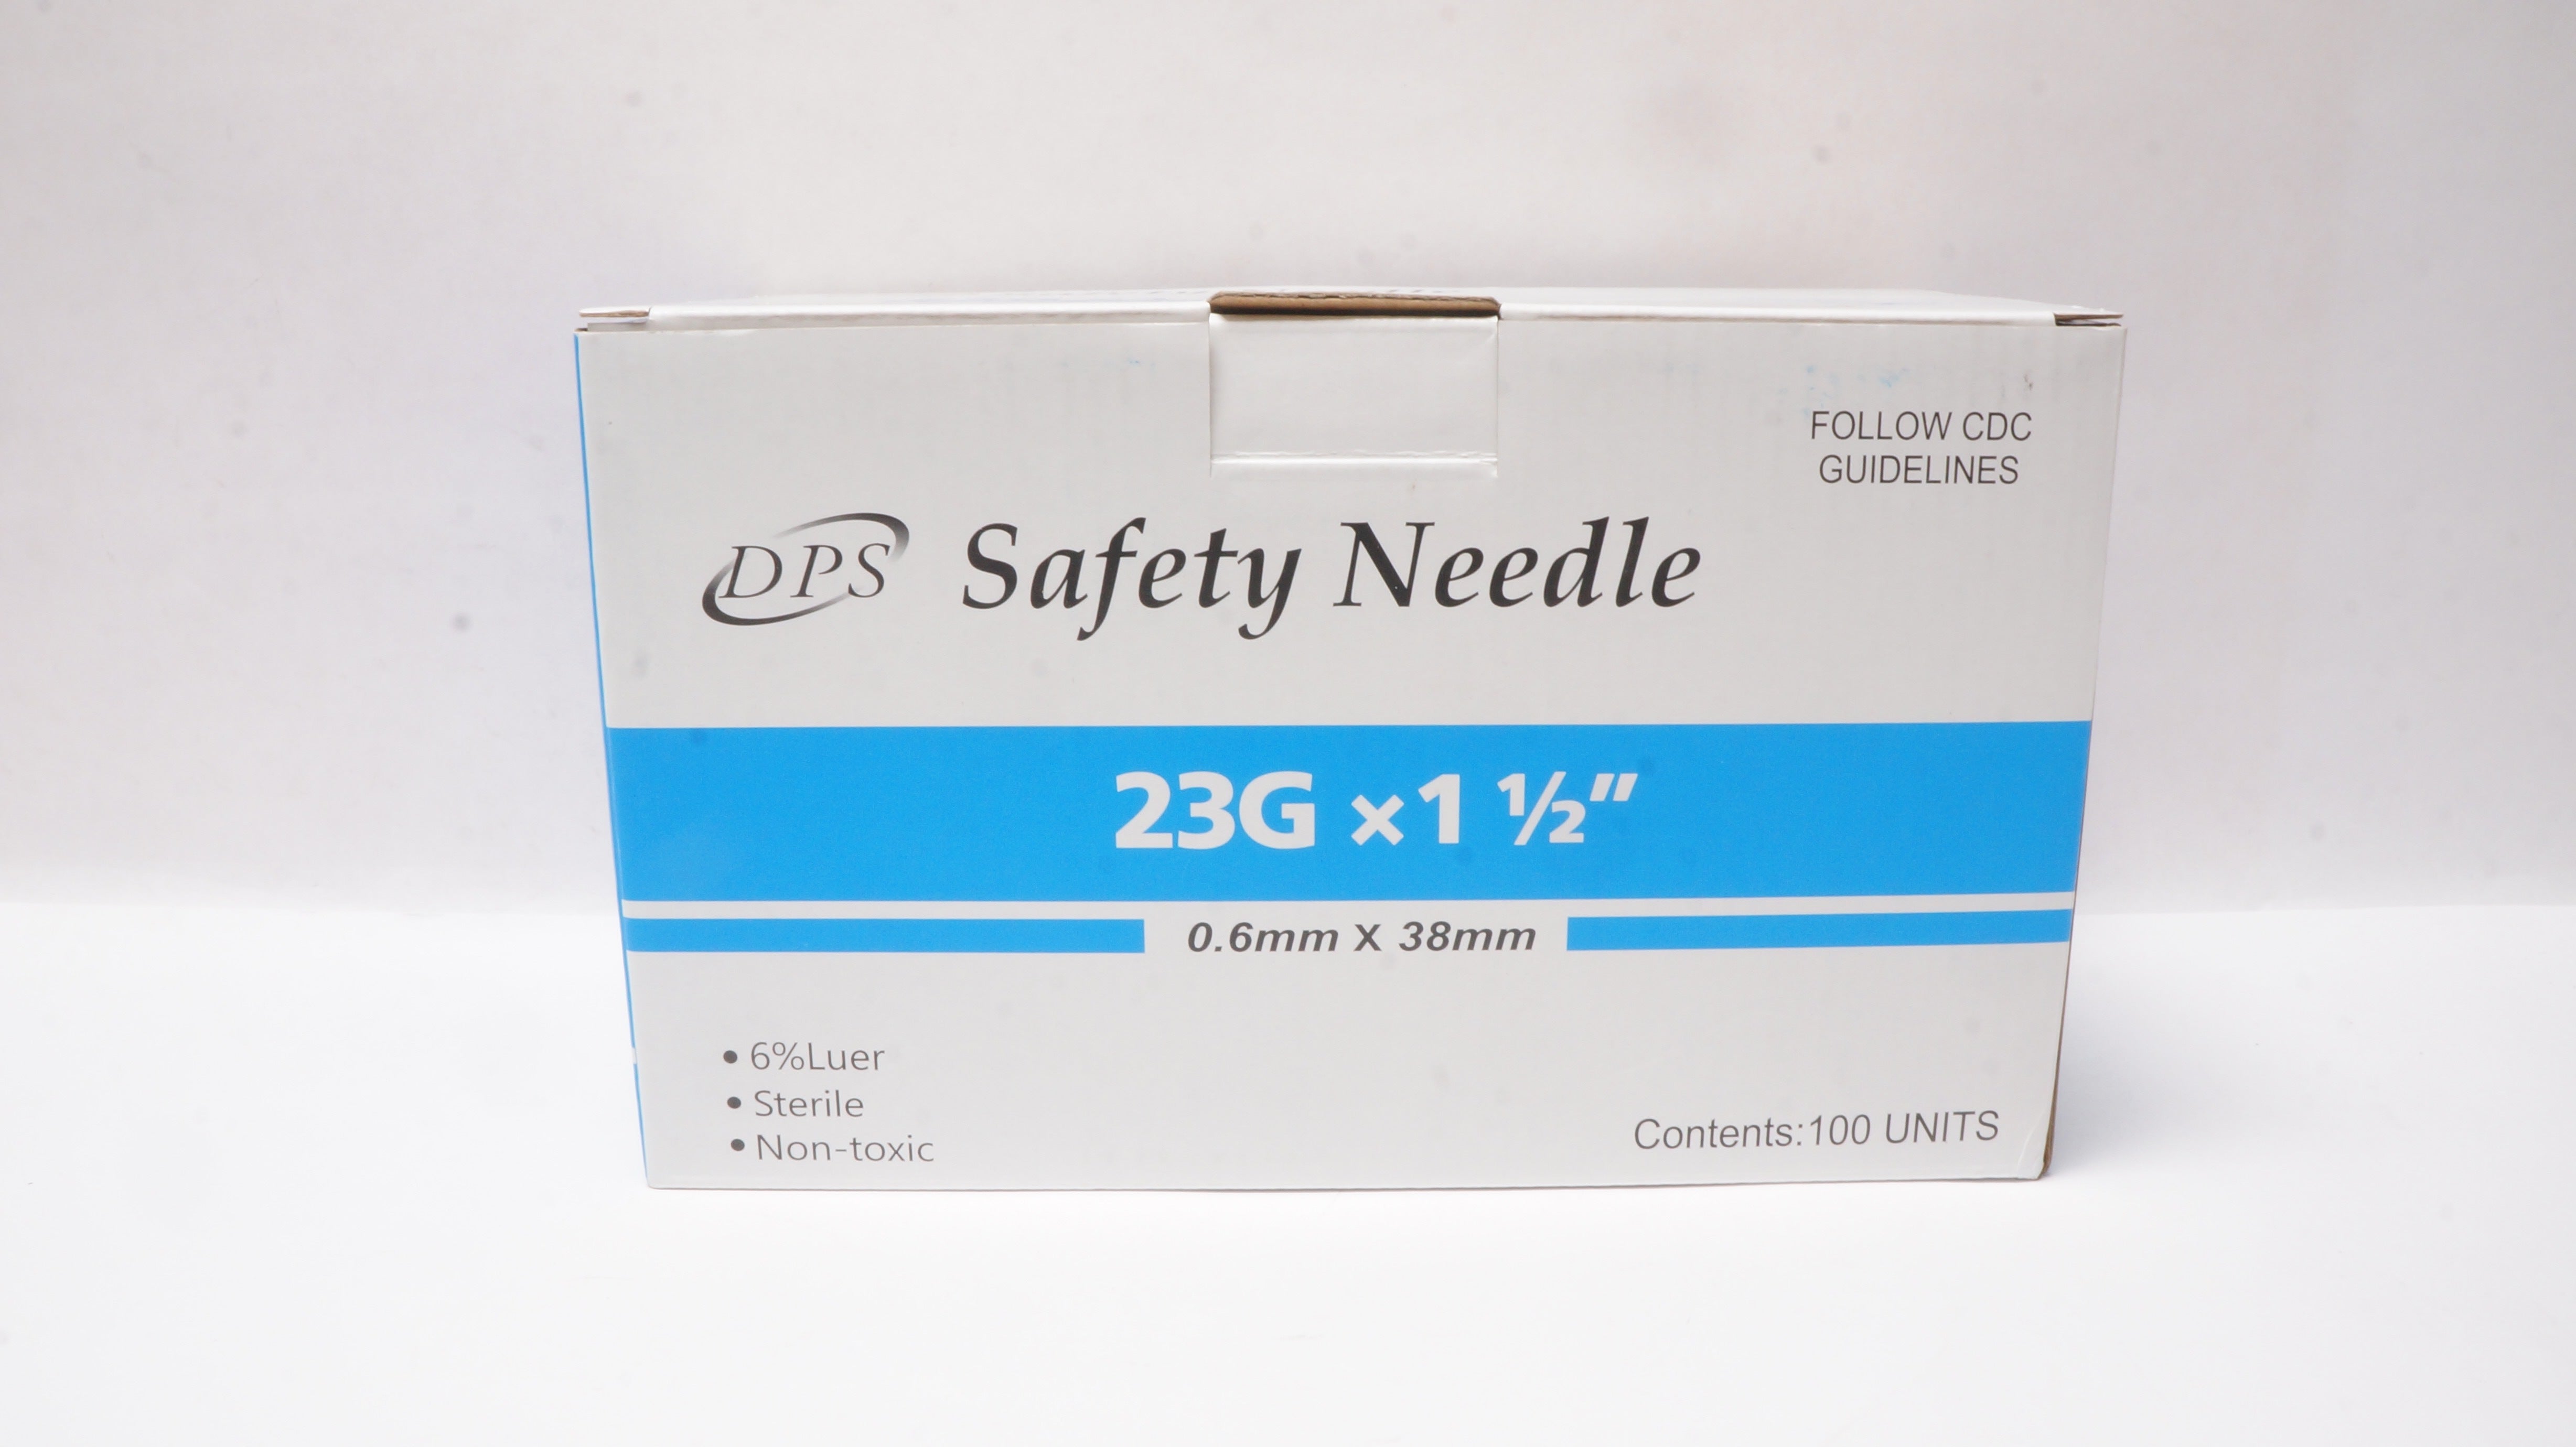 FOLLOW CDC
GUIDELINES
DPS Safety Needle
23G ×1 ½"
0.6mm X 38mm
• 6%Luer
• Sterile
• Non-toxic
Contents:100 UNITS